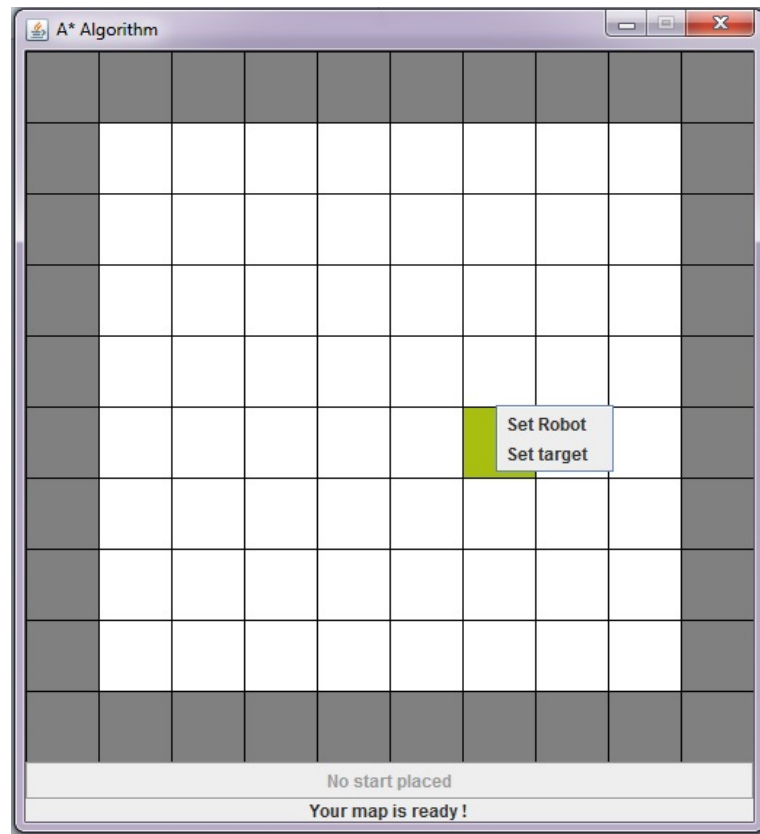 A* Algorithm
Set Robot
Set target
No start placed
Your map is ready !